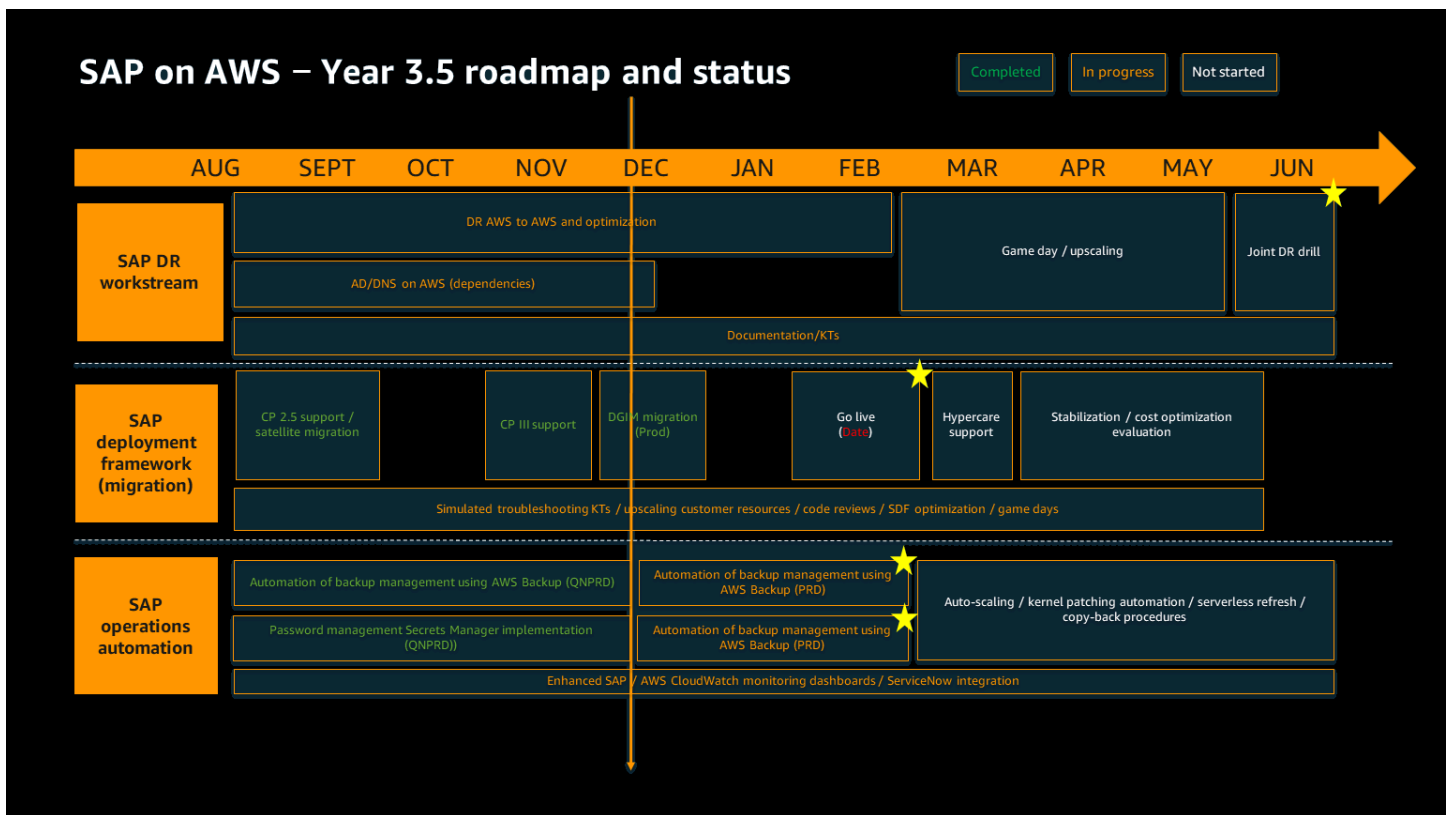 SAP on AWS – Year 3.5 roadmap and status
Completed
In progress
Not started
AUG
SEPT
OCT
NOV
DEC
JAN
FEB
MAR
APR
MAY
JUN
SAP DR
workstream
DR AWS to AWS and optimization
AD/DNS on AWS (dependencies)
Game day / upscaling
Joint DR drill
Documentation/KTs
SAP
deployment
framework
(migration)
CP 2.5 support /
satellite migration
CP III support
DGIM migration
(Prod)
Go live
(Date)
Hypercare
support
Stabilization / cost optimization
evaluation
Simulated troubleshooting KTs / upscaling customer resources / code reviews / SDF optimization / game days
SAP
operations
automation
Automation of backup management using AWS Backup (QNPRD)
Automation of backup management using
AWS Backup (PRD)
Password management Secrets Manager implementation
(QNPRD))
Automation of backup management using
AWS Backup (PRD)
Auto-scaling / kernel patching automation / serverless refresh /
copy-back procedures
Enhanced SAP / AWS CloudWatch monitoring dashboards / ServiceNow integration